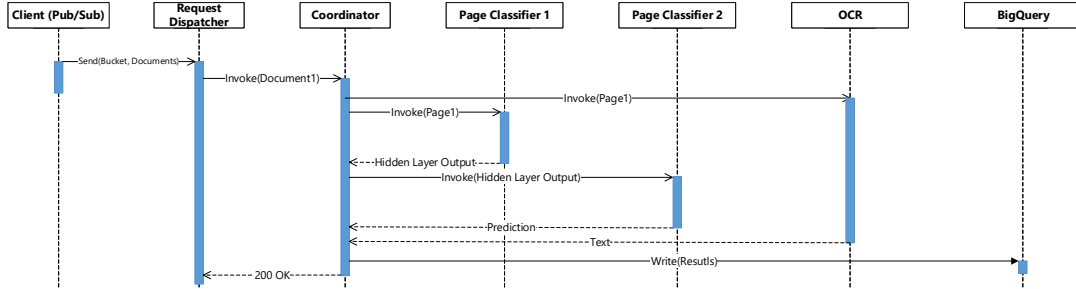 Client (Pub/Sub)
Request
Dispatcher
Coordinator
Page Classifier 1
Page Classifier 2
OCR
BigQuery
Send(Bucket, Documents)
Invoke(Document1)
Invoke(Page1)
Invoke(Page1)
Hidden Layer Output
Invoke(Hidden Layer Output)
Prediction
Text
Write(Resutls)
200 OK